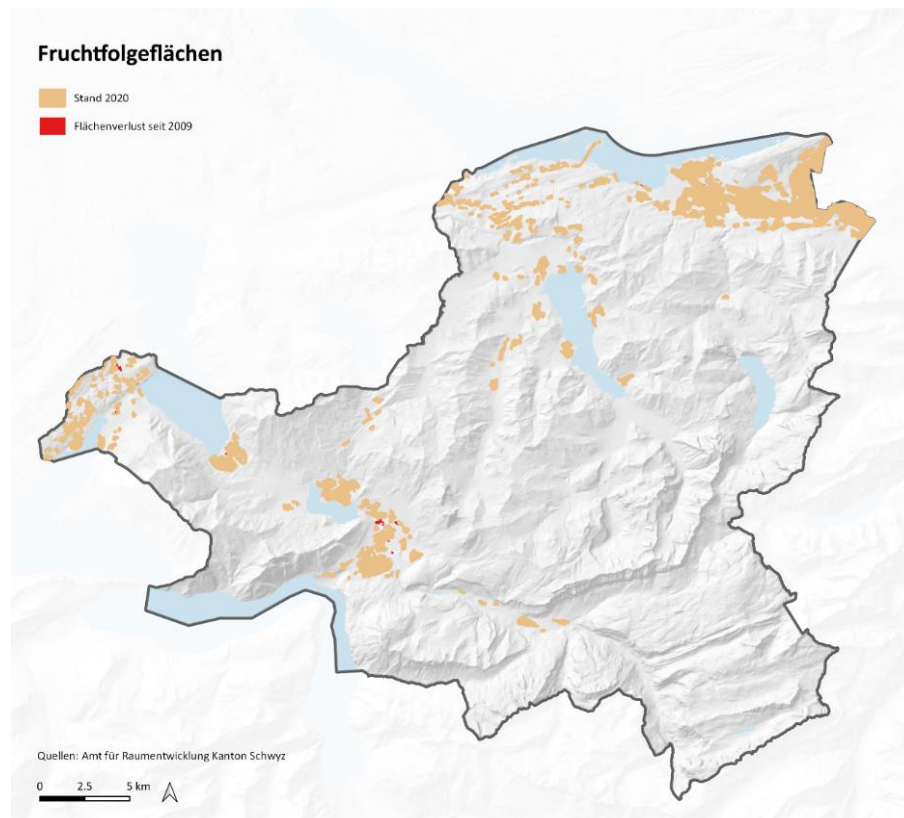 Fruchtfolgeflächen
Stand 2020
Flächenverlust seit 2009
Quellen: Amt für Raumentwicklung Kanton Schwyz
0 2.5 5 km